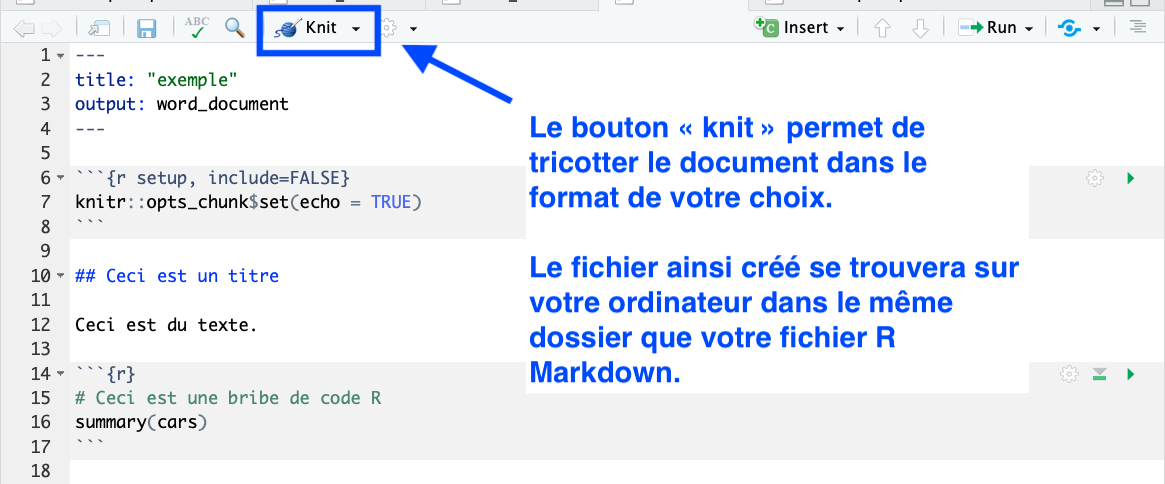 ABC
Knit
Insert
Run
1 ---
2 title: "exemple"
3 output: word_document
4 ---
5
6 ```{r setup, include=FALSE}
7 knitr::opts_chunk$set(echo = TRUE)
8 ```
9
10 ## Ceci est un titre
11
12 Ceci est du texte.
13
14 ```{r}
15 # Ceci est une bribe de code R
16 summary(cars)
17 ```
18
Le bouton « knit » permet de
tricotter le document dans le
format de votre choix.
Le fichier ainsi créé se trouvera sur
votre ordinateur dans le même
dossier que votre fichier R
Markdown.